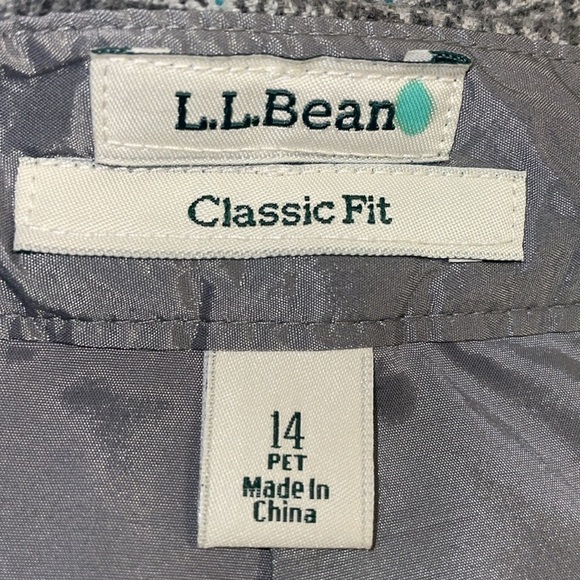 L.L.Bean
Classic Fit
14
PET
Made In
China